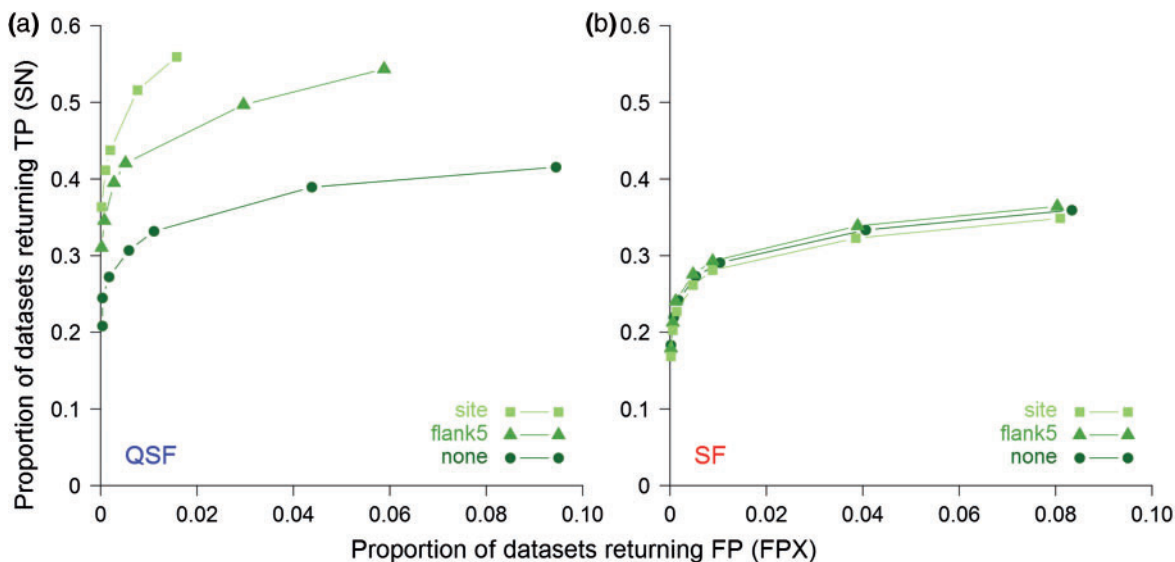 (a)
(b)
Proportion of datasets returning TP (SN)
0.6
0.5
0.4
0.3
0.2
0.1
0
0 0.02 0.04 0.06 0.08 0.10
site
flank5
none
QSF
0.6
0.5
0.4
0.3
0.2
0.1
0
0 0.02 0.04 0.06 0.08 0.10
site
flank5
none
SF
Proportion of datasets returning FP (FPX)